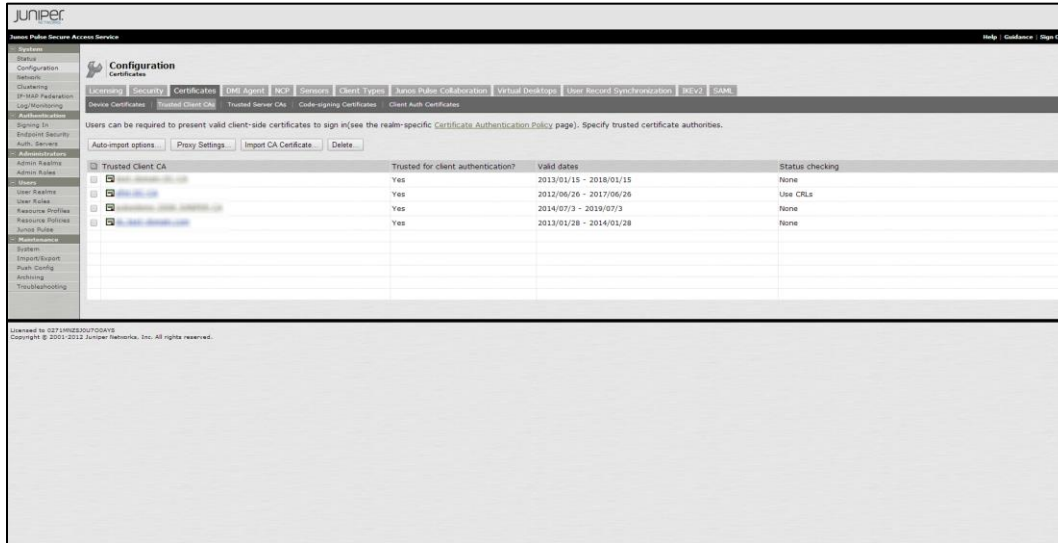 JUNIPER
NETWORKS
Junos Pulse Secure Access Service
Help | Guidance | Sign
System
Status
Configuration
Network
Clustering
IF-MAP Federation
Log/Monitoring
Authentication
Signing In
Endpoint Security
Auth. Servers
Administrators
Admin Realms
Admin Roles
Users
User Realms
User Roles
Resource Profiles
Resource Policies
Junos Pulse
Maintenance
System
Import/Export
Push Config
Archiving
Troubleshooting
Configuration
Certificates
Licensing Security Certificates DMI Agent NCP Sensors Client Types Junos Pulse Collaboration Virtual Desktops User Record Synchronization IKEv2 SAML
Device Certificates | Trusted Client CAs | Trusted Server CAs | Code-signing Certificates | Client Auth Certificates
Users can be required to present valid client-side certificates to sign in(see the realm-specific Certificate Authentication Policy page). Specify trusted certificate authorities.
Auto-import options... Proxy Settings... Import CA Certificate... Delete...
Trusted Client CA Trusted for client authentication? Valid dates Status checking
Yes 2013/01/15 - 2018/01/15 None
Yes 2012/06/26 - 2017/06/26 Use CRLs
Yes 2014/07/3 - 2019/07/3 None
Yes 2013/01/28 - 2014/01/28 None
Licensed to
Copyright © 2001-2012 Juniper Networks, Inc. All rights reserved.